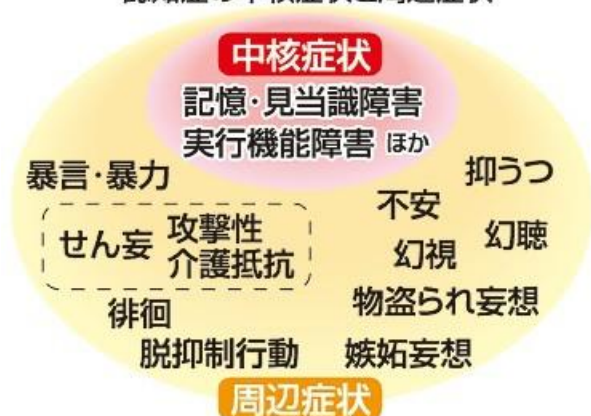 中核症状
記憶・見当識障害
実行機能障害 ほか
暴言・暴力
抑うつ
不安
せん妄
攻撃性
介護抵抗
幻視
幻聴
徘徊
物盗られ妄想
脱抑制行動
嫉妬妄想
周辺症状